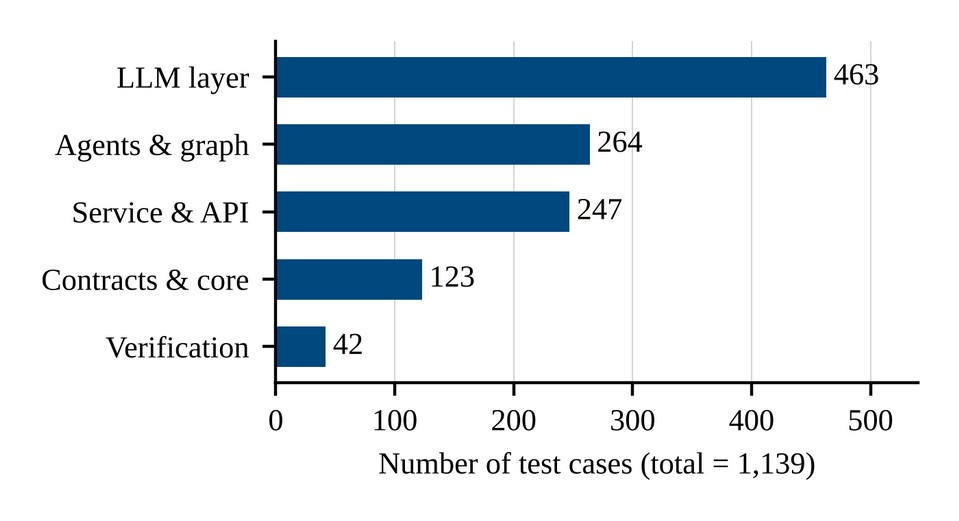 LLM layer 463
Agents & graph 264
Service & API 247
Contracts & core 123
Verification 42
0 100 200 300 400 500
Number of test cases (total = 1,139)